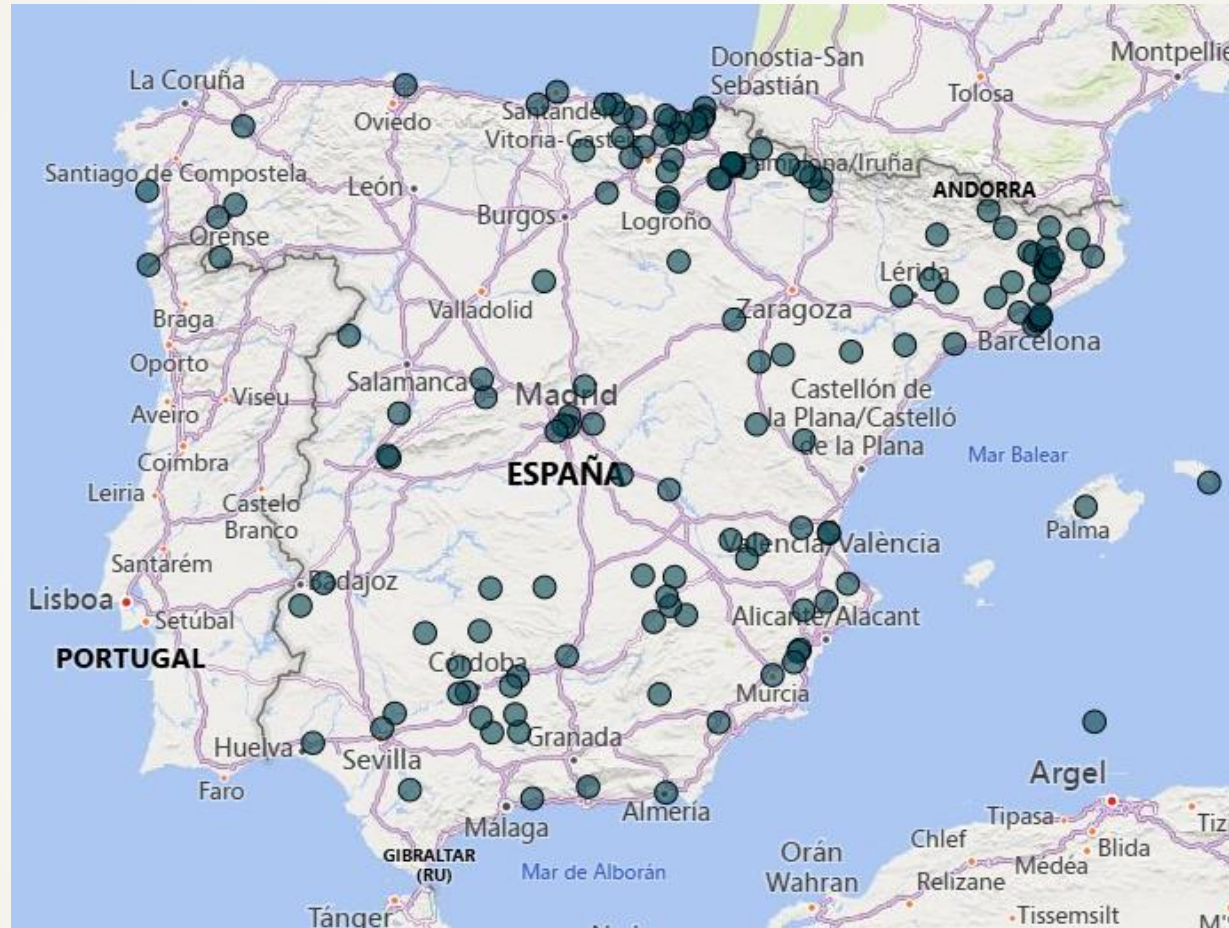 La Coruña
Oviedo
Santander
Donostia-San
Sebastián
Montpellie
Tolosa
Vitoria-Gasteiz
Santiago de Compostela
León
Pamplona/Iruña
ANDORRA
Burgos
Logroño
Orense
Lérida
Valladolid
Zaragoza
Braga
Barcelona
Oporto
Salamanca
Madrid
Castellón de
la Plana/Castelló
de la Plana
Aveiro
Viseu
Coimbra
Mar Balear
ESPAÑA
Leiria
Castelo
Branco
Palma
Santarém
Valencia/València
Badajoz
Lisboa
Setúbal
Alicante/Alacant
PORTUGAL
Córdoba
Murcia
Huelva
Sevilla
Granada
Faro
Argel
Málaga
Almería
Tipasa
Tiz
GIBRALTAR
(RU)
Mar de Alborán
Orán
Wahran
Chlef
Médéa
Blida
Relizane
Tánger
Tissemsilt
M'S